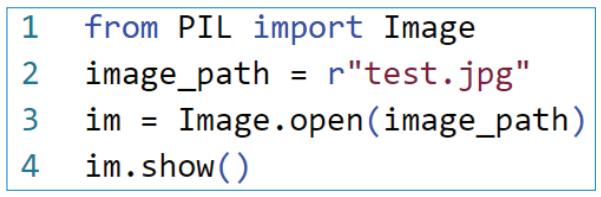 1 from PIL import Image
2 image_path = r"test.jpg"
3 im = Image.open(image_path)
4 im.show()